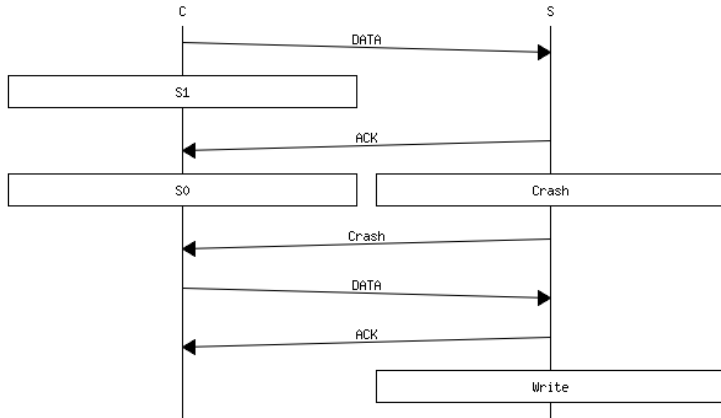 C S
DATA
S1
ACK
S0 Crash
Crash
DATA
ACK
Write